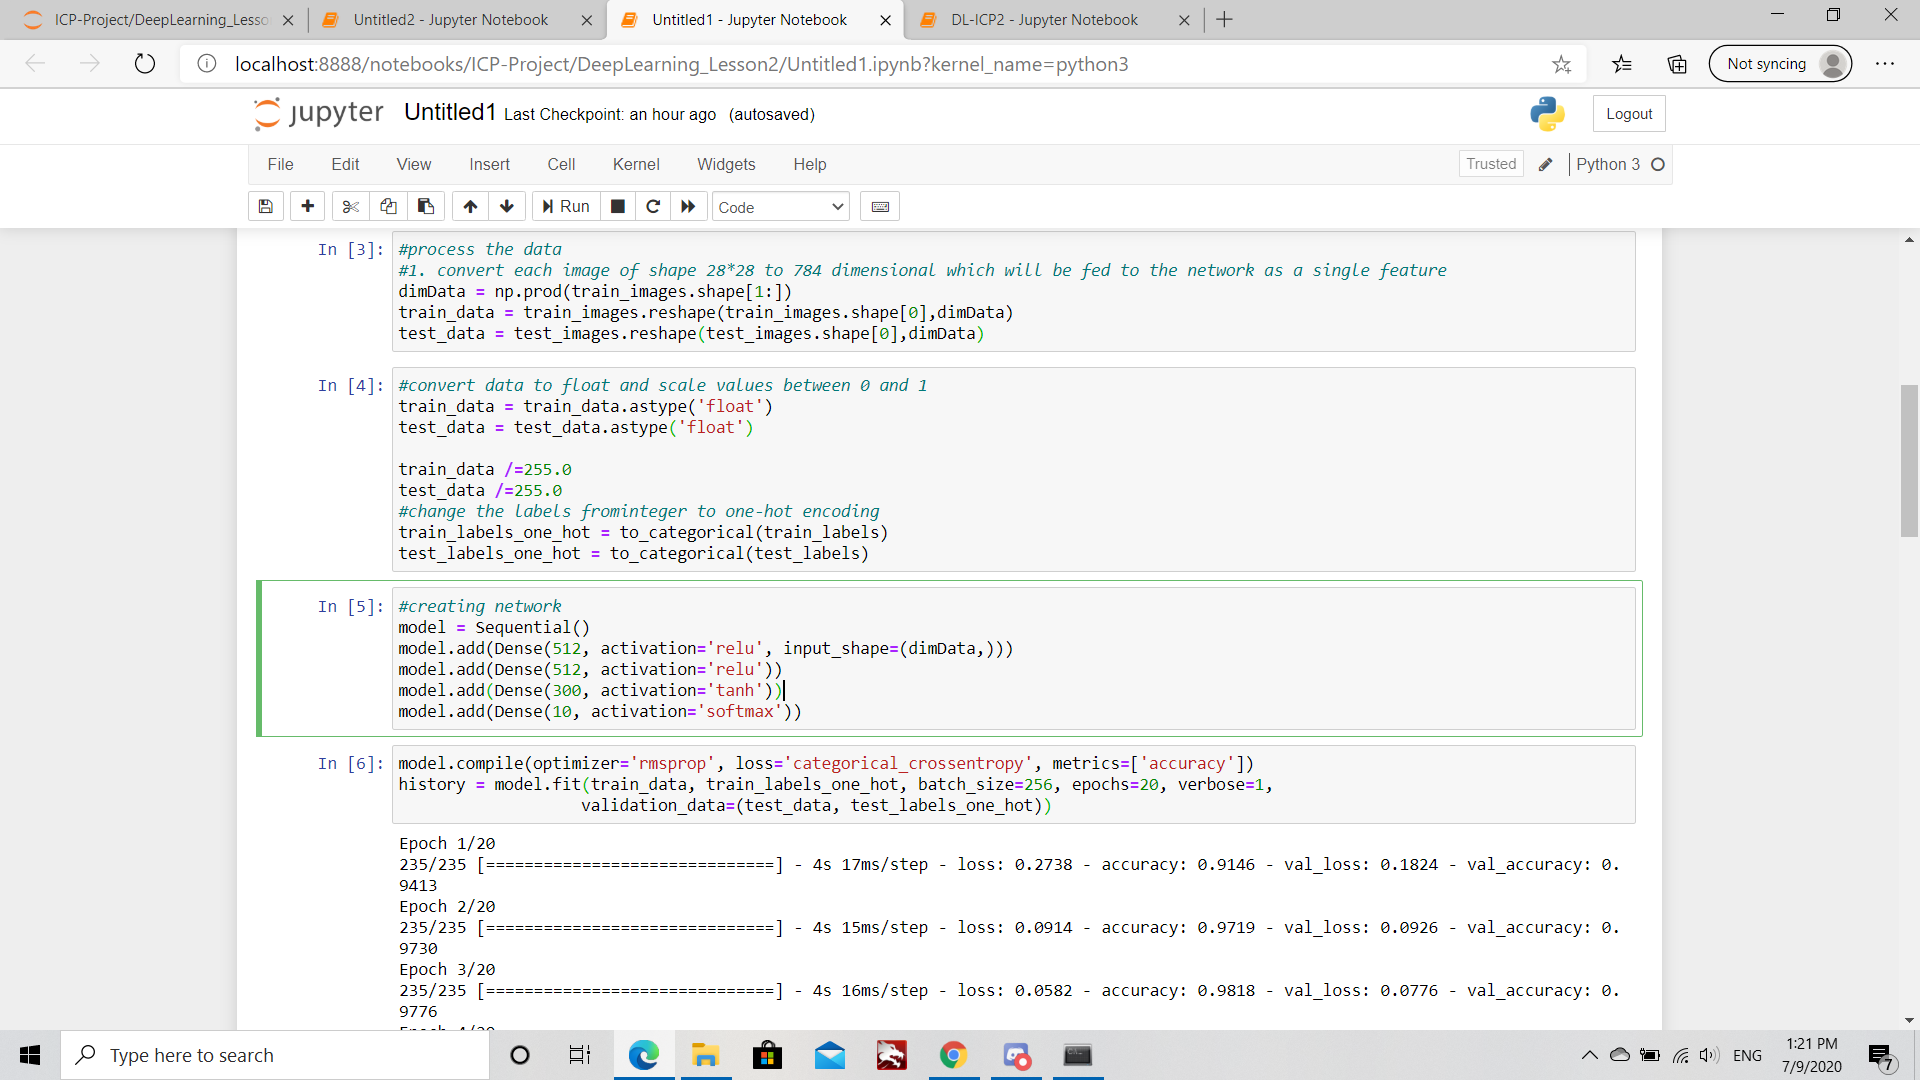 ICP-Project/DeepLearning_Lesso
Untitled2 - Jupyter Notebook
Untitled1 - Jupyter Notebook
DL-ICP2 - Jupyter Notebook
localhost:8888/notebooks/ICP-Project/DeepLearning_Lesson2/Untitled1.ipynb?kernel_name=python3
Not syncing
jupyter Untitled1 Last Checkpoint: an hour ago (autosaved)
Logout
File Edit View Insert Cell Kernel Widgets Help
Trusted
Python 3
Run
Code
In [3]: #process the data
#1. convert each image of shape 28*28 to 784 dimensional which will be fed to the network as a single feature
dimData = np.prod(train_images.shape[1:])
train_data = train_images.reshape(train_images.shape[0],dimData)
test_data = test_images.reshape(test_images.shape[0],dimData)
In [4]: #convert data to float and scale values between 0 and 1
train_data = train_data.astype('float')
test_data = test_data.astype('float')
train_data /=255.0
test_data /=255.0
#change the labels frominteger to one-hot encoding
train_labels_one_hot = to_categorical(train_labels)
test_labels_one_hot = to_categorical(test_labels)
In [5]: #creating network
model = Sequential()
model.add(Dense(512, activation='relu', input_shape=(dimData,)))
model.add(Dense(512, activation='relu'))
model.add(Dense(300, activation='tanh'))
model.add(Dense(10, activation='softmax'))
In [6]: model.compile(optimizer='rmsprop', loss='categorical_crossentropy', metrics=['accuracy'])
history = model.fit(train_data, train_labels_one_hot, batch_size=256, epochs=20, verbose=1,
validation_data=(test_data, test_labels_one_hot))
Epoch 1/20
235/235 [==============================] - 4s 17ms/step - loss: 0.2738 - accuracy: 0.9146 - val_loss: 0.1824 - val_accuracy: 0.
9413
Epoch 2/20
235/235 [==============================] - 4s 15ms/step - loss: 0.0914 - accuracy: 0.9719 - val_loss: 0.0926 - val_accuracy: 0.
9730
Epoch 3/20
235/235 [==============================] - 4s 16ms/step - loss: 0.0582 - accuracy: 0.9818 - val_loss: 0.0776 - val_accuracy: 0.
9776
Epoch 4/20
Type here to search
ENG
1:21 PM
7/9/2020
7